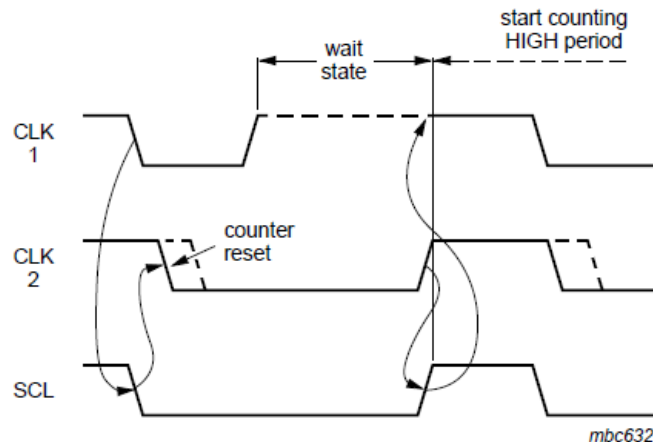 start counting
HIGH period
wait
state
CLK
1
counter
reset
CLK
2
SCL
mbc632